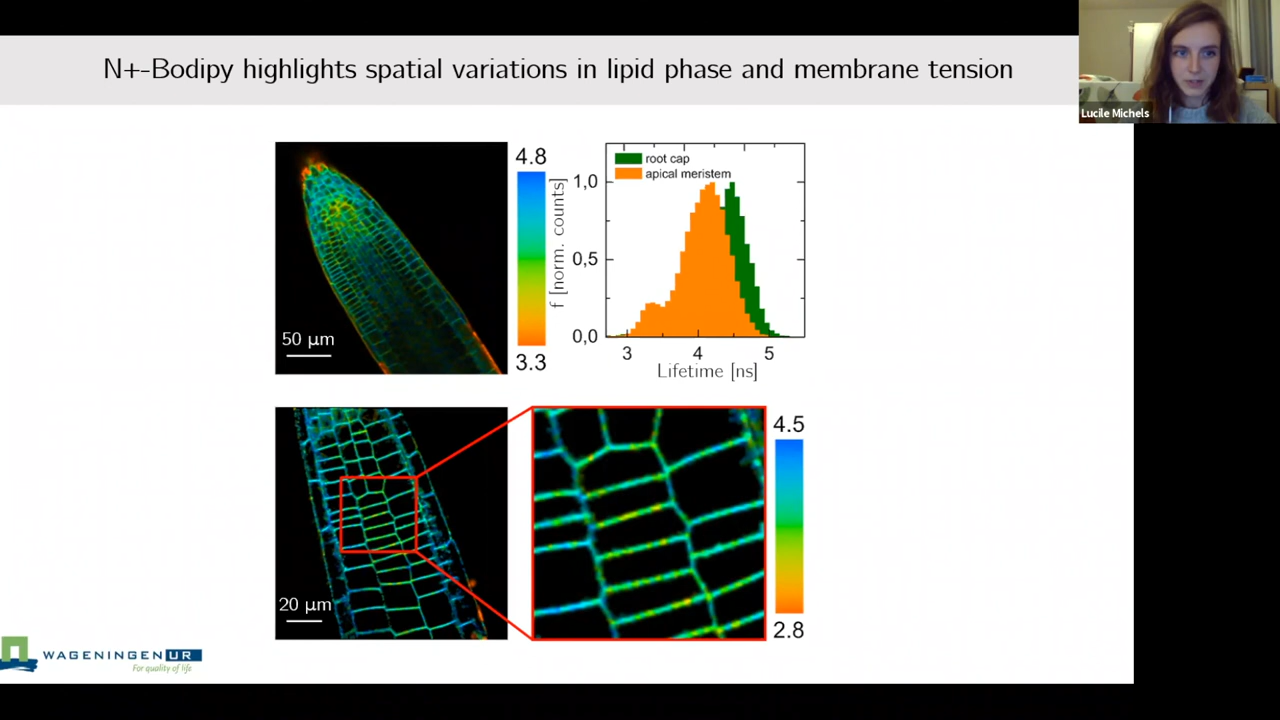 N+-Bodipy highlights spatial variations in lipid phase and membrane tension
Lucile Michels
50 μm
4.8
3.3
f [norm. counts]
1,0
0,5
0,0
root cap
apical meristem
3 4 5
Lifetime [ns]
20 μm
4.5
2.8
WAGENINGEN UR
For quality of life